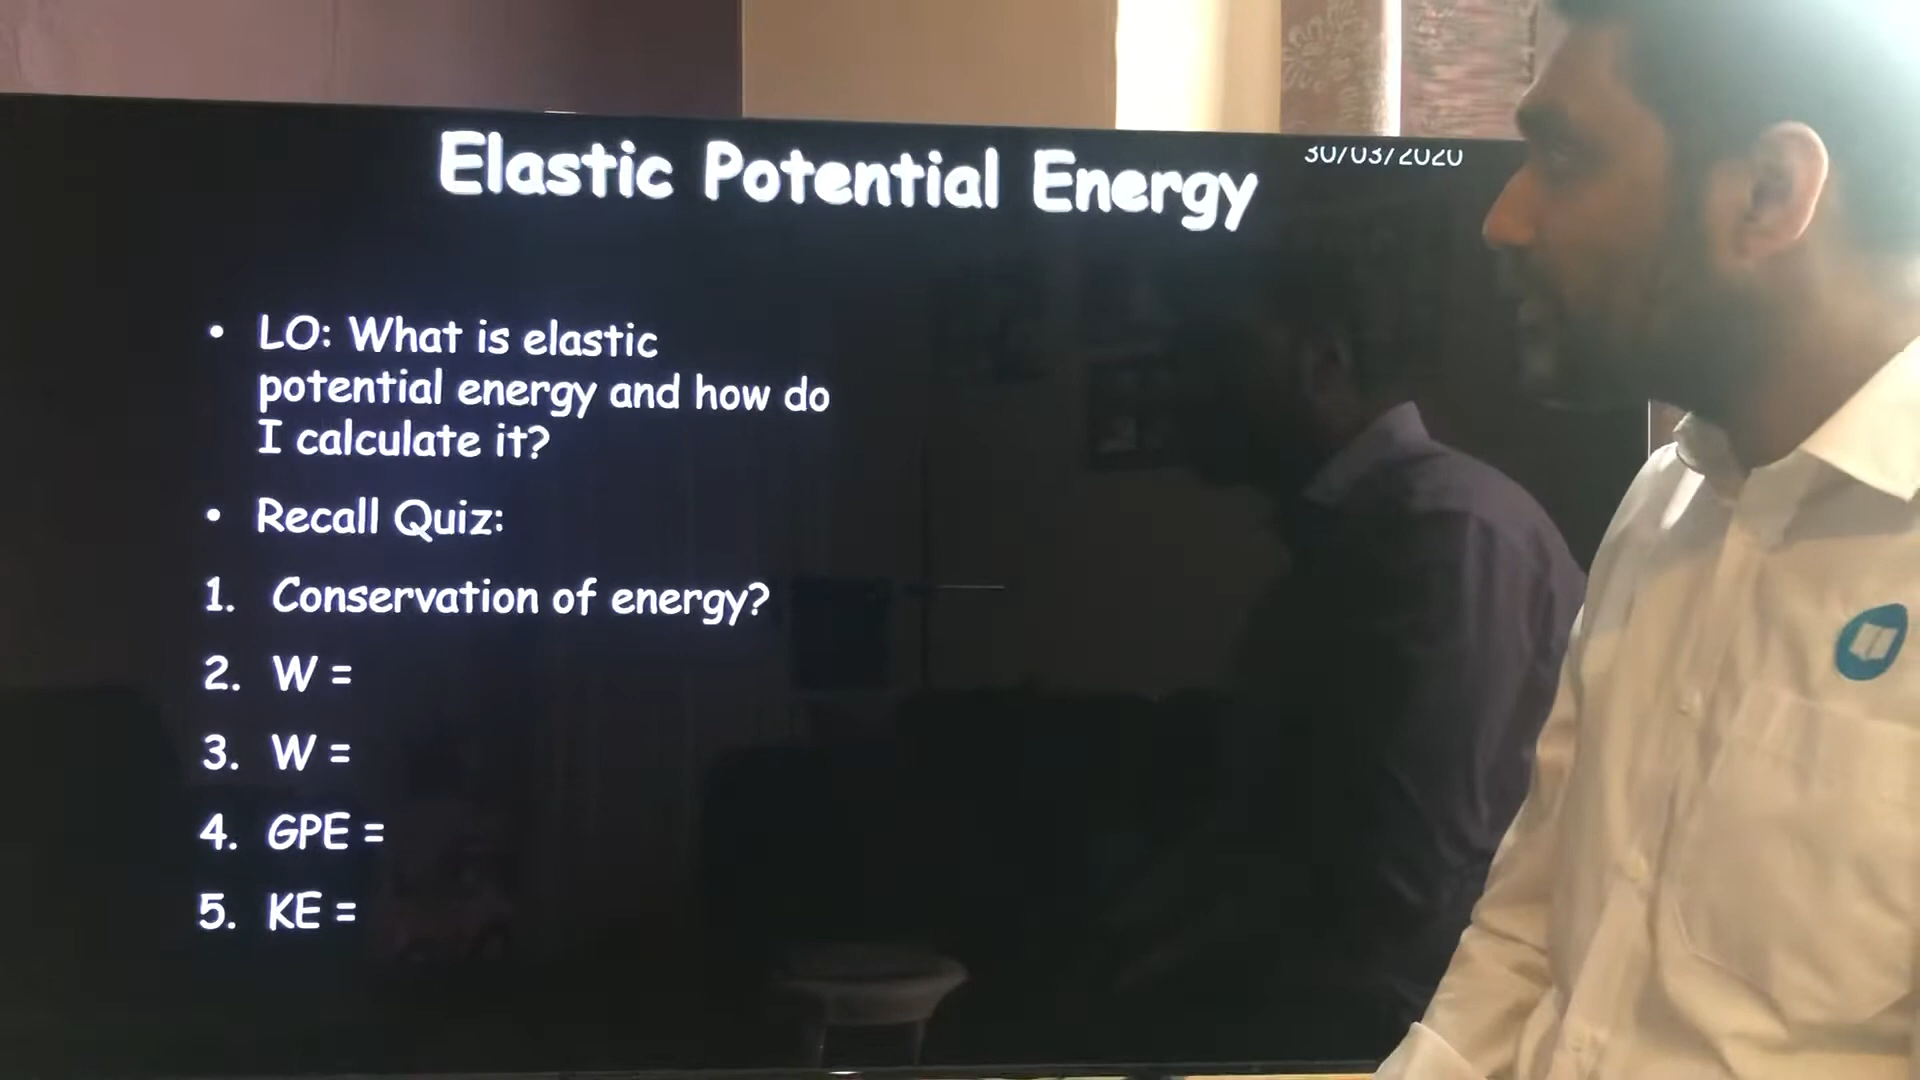 Elastic Potential Energy
30/03/2020
• LO: What is elastic
potential energy and how do
I calculate it?
• Recall Quiz:
1. Conservation of energy?
2. W =
3. W =
4. GPE =
5. KE =